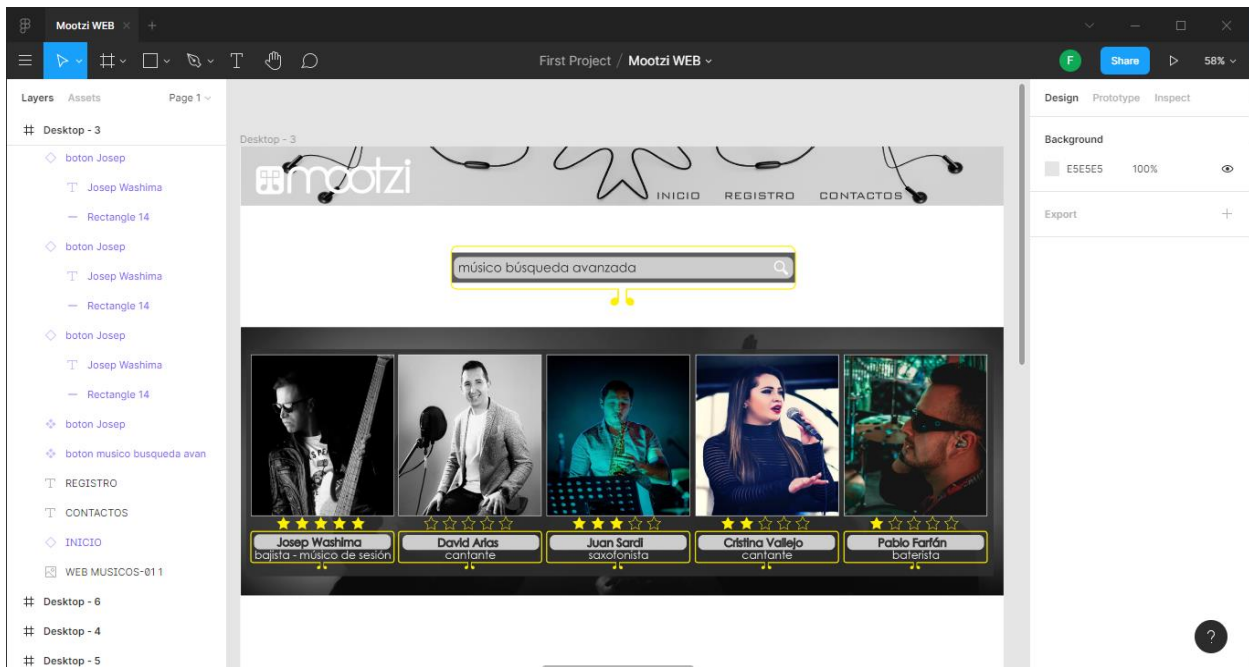 Mootzi WEB
First Project / Mootzi WEB
F
Share
58%
Layers Assets Page 1
Desktop - 3
boton Josep
Josep Washima
Rectangle 14
boton Josep
Josep Washima
Rectangle 14
boton Josep
Josep Washima
Rectangle 14
boton Josep
boton musico busqueda avan
REGISTRO
CONTACTOS
INICIO
WEB MUSICOS-01 1
Desktop - 6
Desktop - 4
Desktop - 5
Desktop - 3
mootzi
INICIO REGISTRO CONTACTOS
músico búsqueda avanzada
Josep Washima
bajista - músico de sesión
David Arias
cantante
Juan Sardi
saxofonista
Cristina Vallejo
cantante
Pablo Farfán
baterista
Design Prototype Inspect
Background
E5E5E5 100%
Export
?